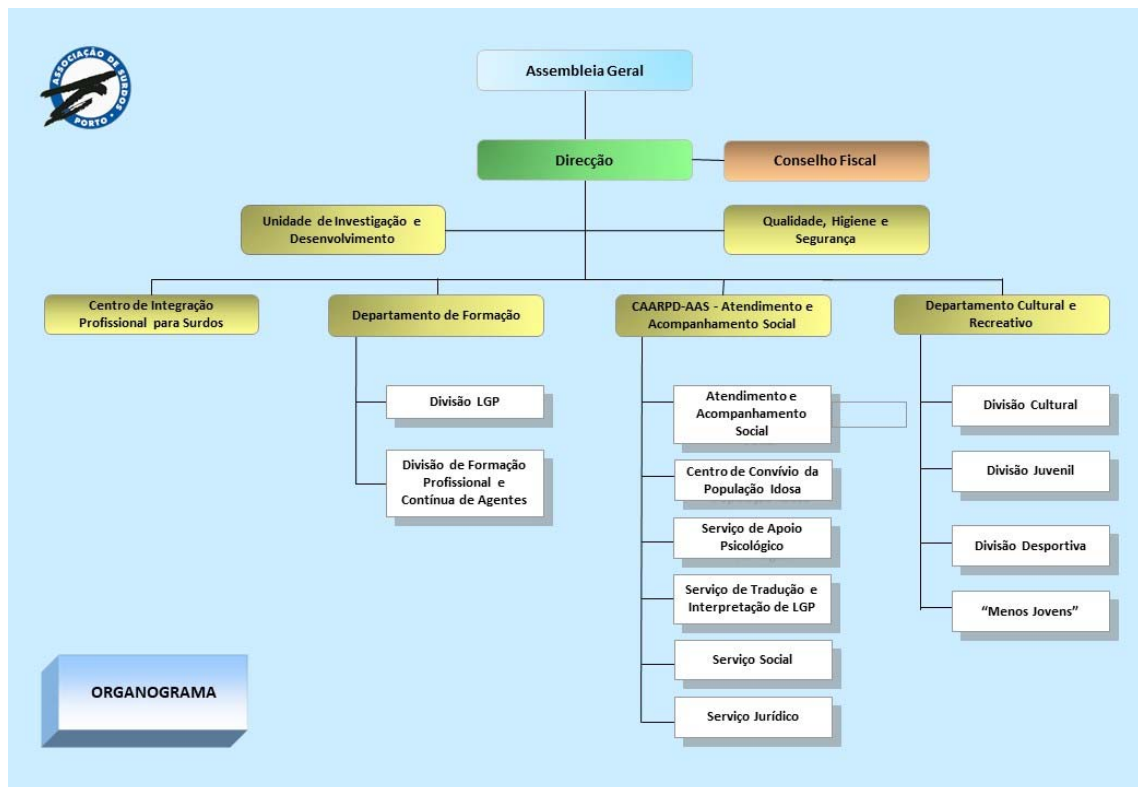 ASSOCIAÇÃO DE SURDOS • PORTO •
Assembleia Geral
Direcção
Conselho Fiscal
Unidade de Investigação e
Desenvolvimento
Qualidade, Higiene e
Segurança
Centro de Integração
Profissional para Surdos
Departamento de Formação
CAARPD-AAS - Atendimento e
Acompanhamento Social
Departamento Cultural e
Recreativo
Divisão LGP
Divisão de Formação
Profissional e
Contínua de Agentes
Atendimento e
Acompanhamento
Social
Centro de Convívio da
População Idosa
Serviço de Apoio
Psicológico
Serviço de Tradução e
Interpretação de LGP
Serviço Social
Serviço Jurídico
Divisão Cultural
Divisão Juvenil
Divisão Desportiva
“Menos Jovens”
ORGANOGRAMA